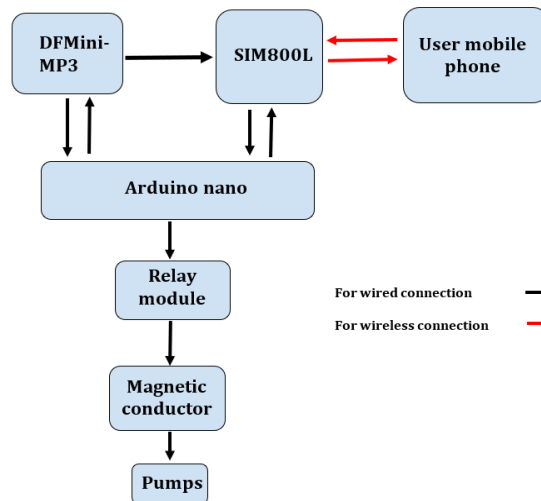 DFMini-
MP3
SIM800L
User mobile
phone
Arduino nano
Relay
module
For wired connection
For wireless connection
Magnetic
conductor
Pumps